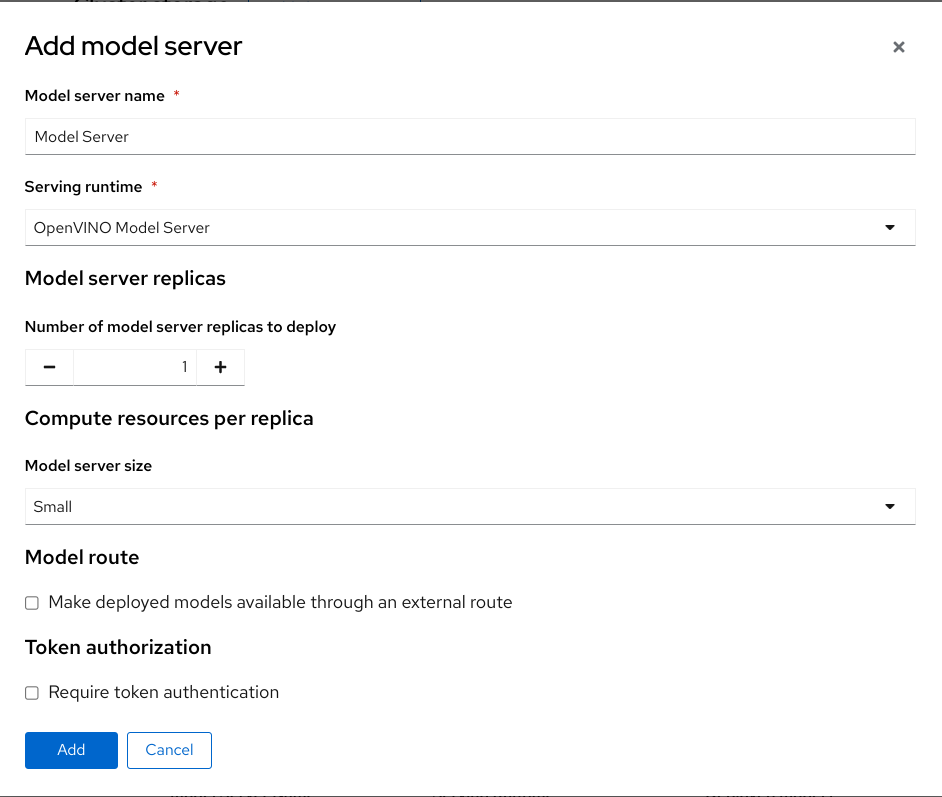 Add model server
Model server name *
Model Server
Serving runtime *
OpenVINO Model Server
Model server replicas
Number of model server replicas to deploy
1
Compute resources per replica
Model server size
Small
Model route
Make deployed models available through an external route
Token authorization
Require token authentication
Add Cancel